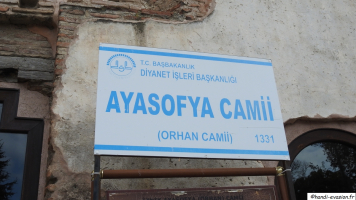 T.C. BAŞBAKANLIK
DİYANET İŞLERİ BAŞKANLIĞI
AYASOFYA CAMİİ
(ORHAN CAMİİ) 1331
©handi-evasion.fr